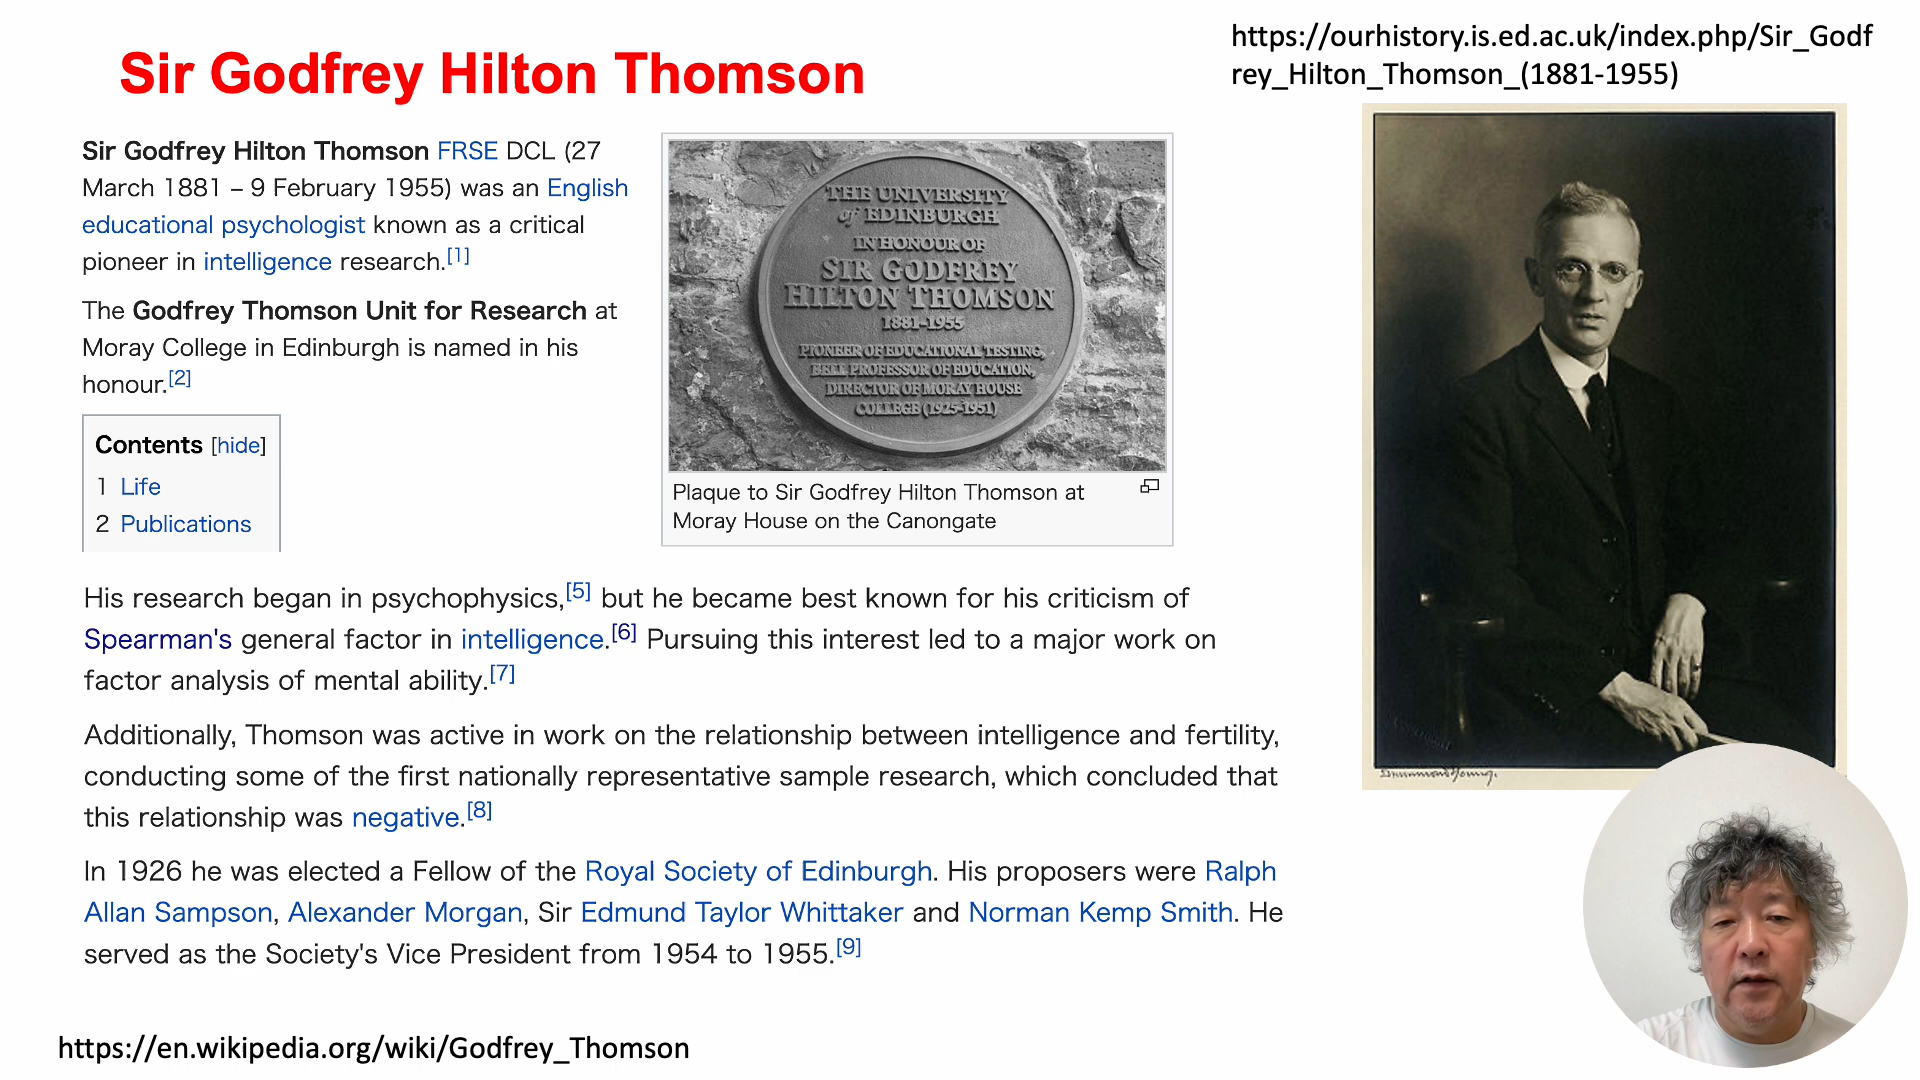 Sir Godfrey Hilton Thomson
https://ourhistory.is.ed.ac.uk/index.php/Sir_Godf
rey_Hilton_Thomson_(1881-1955)
Sir Godfrey Hilton Thomson FRSE DCL (27
March 1881 – 9 February 1955) was an English
educational psychologist known as a critical
pioneer in intelligence research.[1]
The Godfrey Thomson Unit for Research at
Moray College in Edinburgh is named in his
honour.[2]
Contents [hide]
1 Life
2 Publications
THE UNIVERSITY
of EDINBURGH
IN HONOUR OF
SIR GODFREY
HILTON THOMSON
1881-1955
PIONEER OF EDUCATIONAL TESTING,
BELL PROFESSOR OF EDUCATION,
DIRECTOR OF MORAY HOUSE
COLLEGE (1925-1951)
Plaque to Sir Godfrey Hilton Thomson at
Moray House on the Canongate
His research began in psychophysics,[5] but he became best known for his criticism of
Spearman's general factor in intelligence.[6] Pursuing this interest led to a major work on
factor analysis of mental ability.[7]
Additionally, Thomson was active in work on the relationship between intelligence and fertility,
conducting some of the first nationally representative sample research, which concluded that
this relationship was negative.[8]
In 1926 he was elected a Fellow of the Royal Society of Edinburgh. His proposers were Ralph
Allan Sampson, Alexander Morgan, Sir Edmund Taylor Whittaker and Norman Kemp Smith. He
served as the Society's Vice President from 1954 to 1955.[9]
Drummond Young.
https://en.wikipedia.org/wiki/Godfrey_Thomson